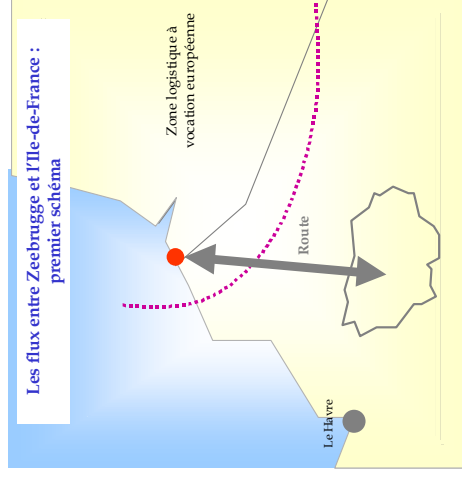 Les flux entre Zeebrugge et l'Ile-de-France :
premier schéma
Zone logistique à
vocation européenne
Route
Le Havre